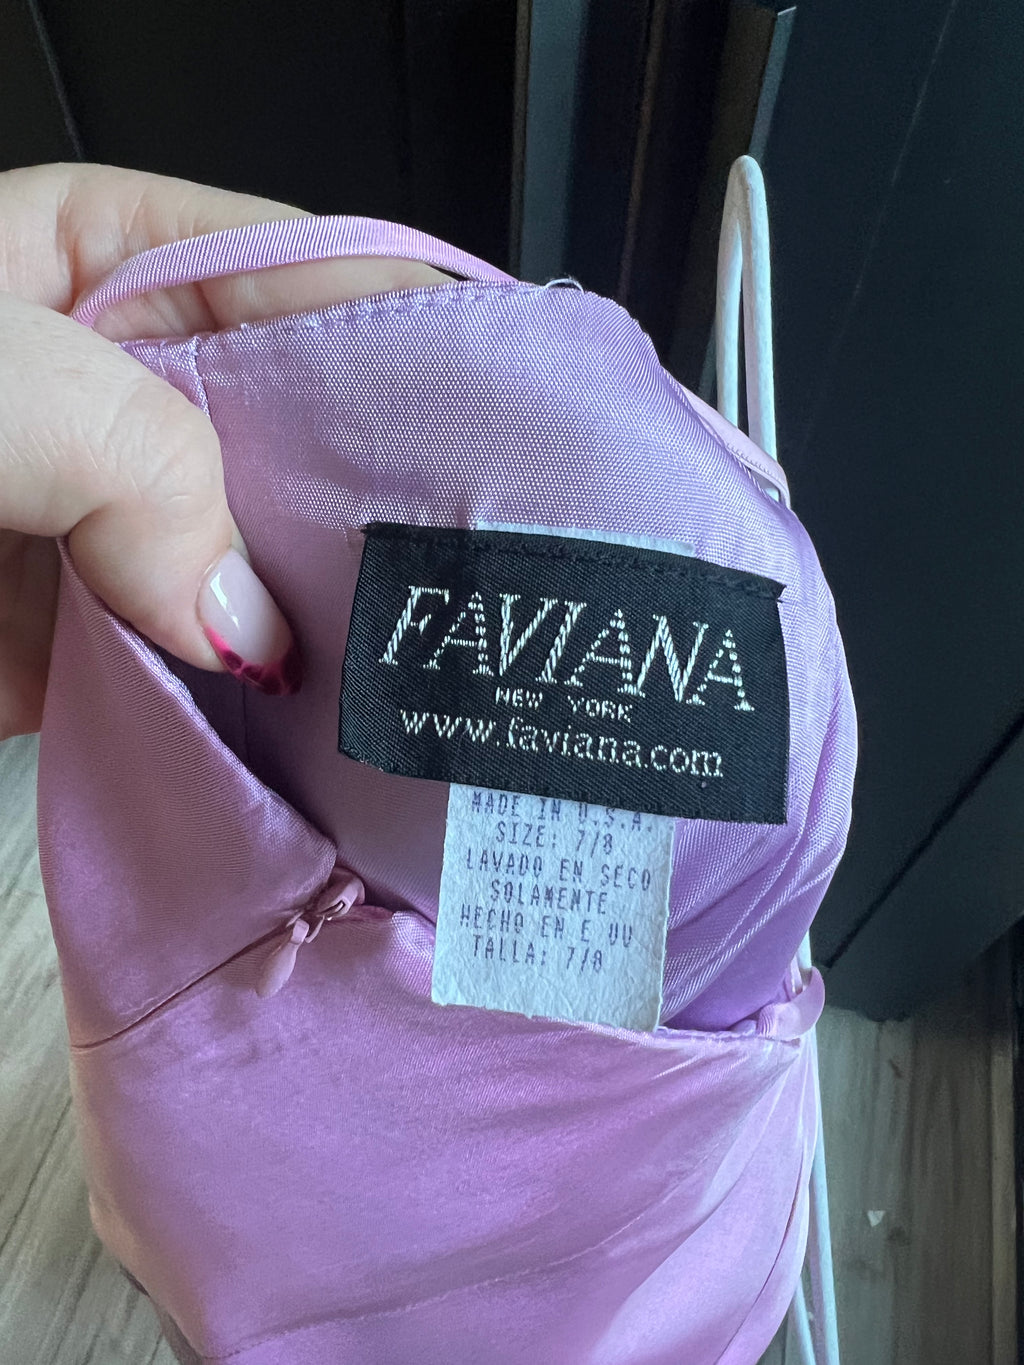 FAVIANA
NEW YORK
www.faviana.com
MADE IN U.S.A.
SIZE: 7/8
LAVADO EN SECO
SOLAMENTE
HECHO EN E UU
TALLA: 7/8